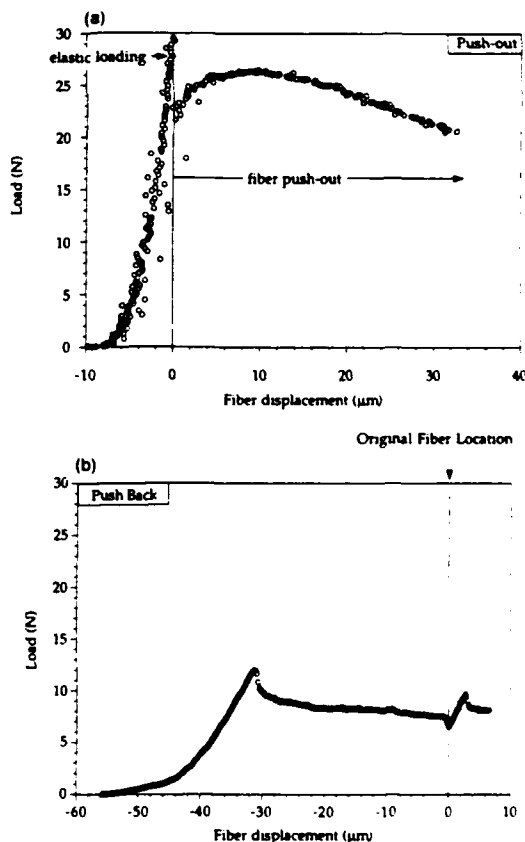 (a)
Push-out
elastic loading
fiber push-out
Load (N)
30
25
20
15
10
5
0
-10
0
10
20
30
40
Fiber displacement (µm)
Original Fiber Location
(b)
Push Back
Load (N)
30
25
20
15
10
5
0
-60
-50
-40
-30
-20
-10
0
10
Fiber displacement (µm)